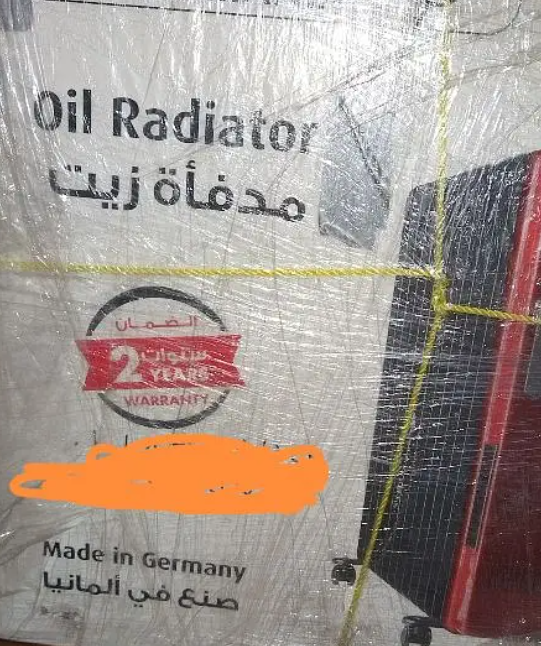 Oil Radiator
مدفأة زيت
الضمان
2 سنوات
YEARS
WARRANTY
Made in Germany
صنع في ألمانيا